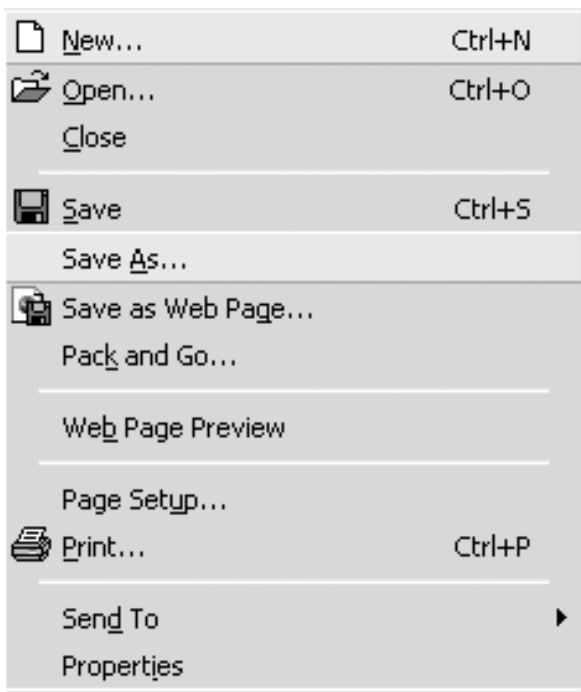 New... Ctrl+N
Open... Ctrl+O
Close
Save Ctrl+S
Save As...
Save as Web Page...
Pack and Go...
Web Page Preview
Page Setup...
Print... Ctrl+P
Send To
Properties